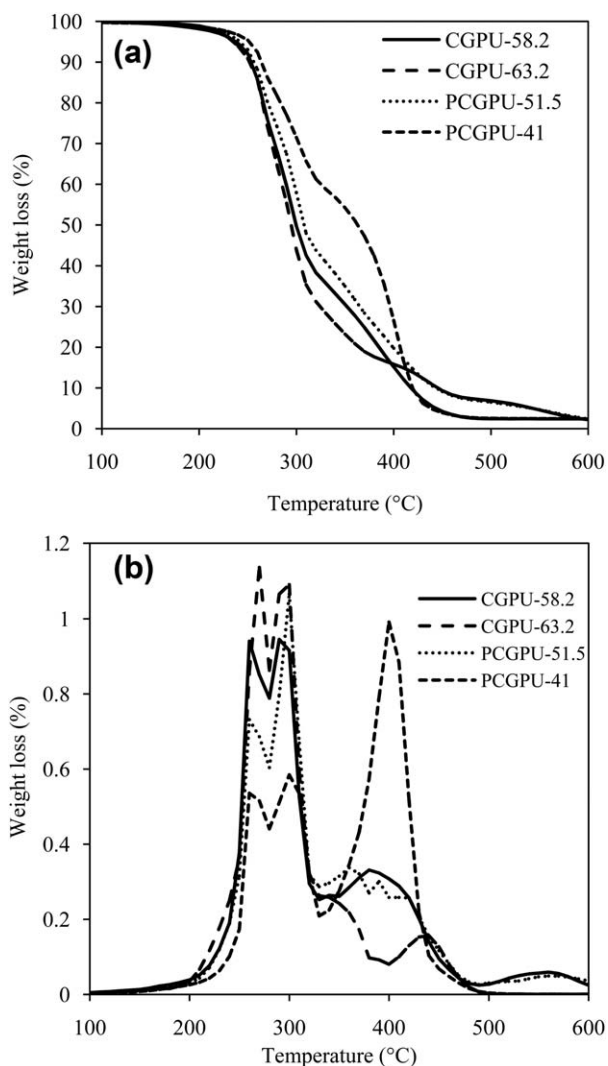 (a)
CGPU-58.2
CGPU-63.2
PCGPU-51.5
PCGPU-41
Weight loss (%)
100
90
80
70
60
50
40
30
20
10
0
100 200 300 400 500 600
Temperature (°C)
(b)
CGPU-58.2
CGPU-63.2
PCGPU-51.5
PCGPU-41
Weight loss (%)
1.2
1
0.8
0.6
0.4
0.2
0
100 200 300 400 500 600
Temperature (°C)